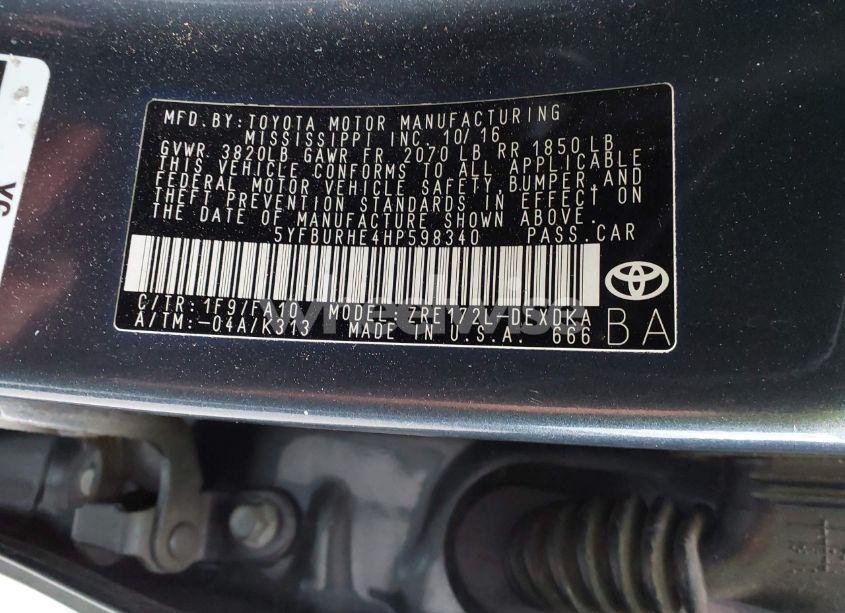 MFD. BY: TOYOTA MOTOR MANUFACTURING
MISSISSIPPI INC. 10/16
GVWR 3820LB GAWR FR 2070 LB RR 1850 LB
THIS VEHICLE CONFORMS TO ALL APPLICABLE
FEDERAL MOTOR VEHICLE SAFETY, BUMPER, AND
THEFT PREVENTION STANDARDS IN EFFECT ON
THE DATE OF MANUFACTURE SHOWN ABOVE.
5YFBURHE4HP598340 PASS. CAR
C/TR: 1F9/FA10 MODEL: ZRE172L-DEXDKA
A/TM: -04A/K313 MADE IN U.S.A. 666
BA